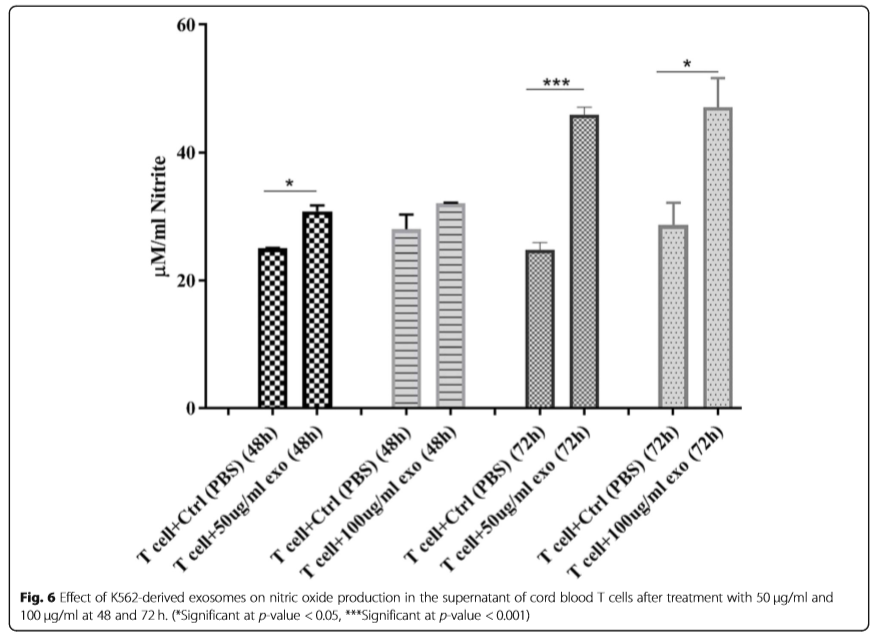 60
40
20
0
μM/ml Nitrite
*
***
*
T cell+Ctrl (PBS) (48h)
T cell+50ug/ml exo (48h)
T cell+Ctrl (PBS) (48h)
T cell+100ug/ml exo (48h)
T cell+Ctrl (PBS) (72h)
T cell+50ug/ml exo (72h)
T cell+Ctrl (PBS) (72h)
T cell+100ug/ml exo (72h)
Fig. 6 Effect of K562-derived exosomes on nitric oxide production in the supernatant of cord blood T cells after treatment with 50 μg/ml and
100 μg/ml at 48 and 72 h. (*Significant at p-value < 0.05, ***Significant at p-value < 0.001)